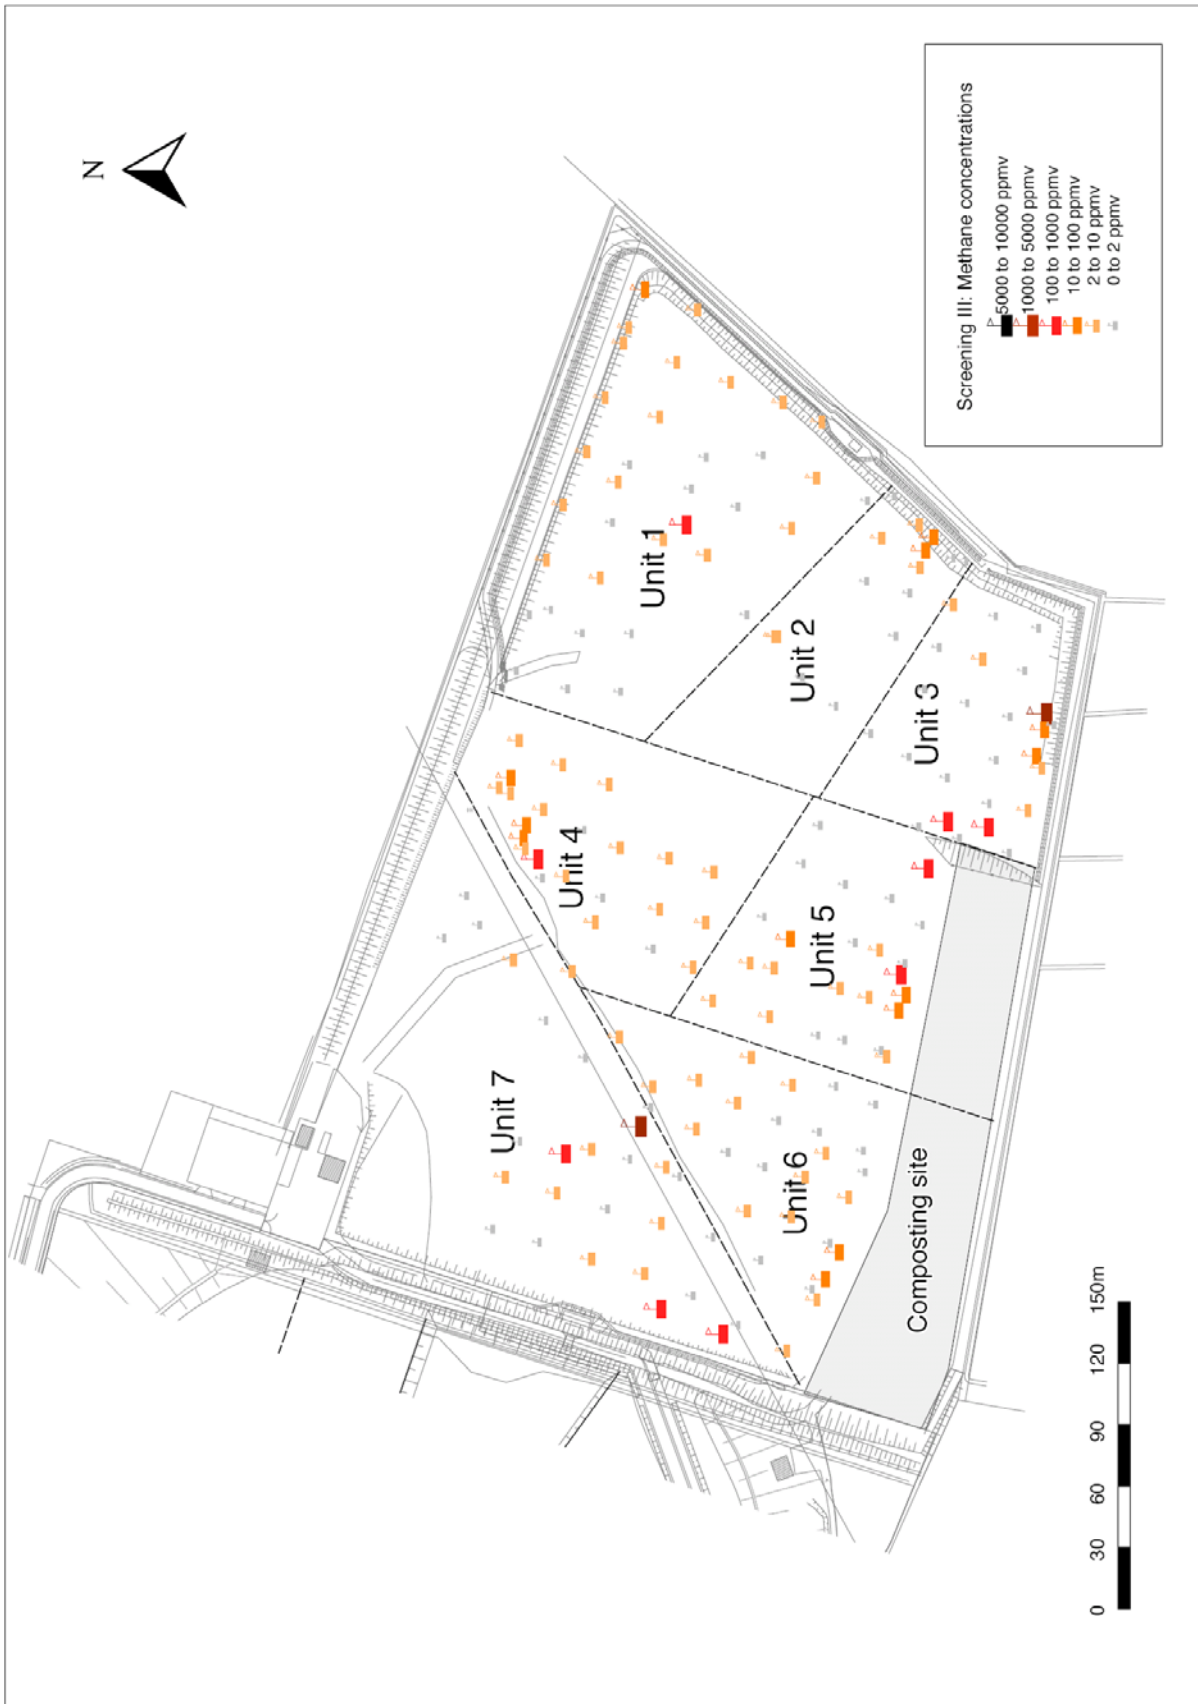 N
Screening III: Methane concentrations
5000 to 10000 ppmv
1000 to 5000 ppmv
100 to 1000 ppmv
10 to 100 ppmv
2 to 10 ppmv
0 to 2 ppmv
Unit 1
Unit 2
Unit 3
Unit 4
Unit 5
Unit 6
Unit 7
Composting site
0 30 60 90 120 150m